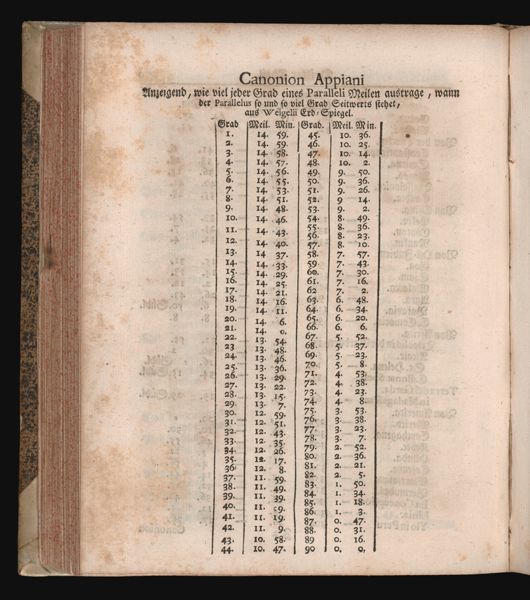 Canonion Appiani
Anzeigend, wie viel jeder Grad eines Paralleli Meilen austrage, wann
der Parallelus so und so viel Grad Seitwerts stehet,
aus Weigelii Erd-Spiegel.
Grad Meil. Min. Grad. Meil. Min.
1. 14. 59. 45. 10. 36.
2. 14. 59. 46. 10. 25.
3. 14. 58. 47. 10. 14.
4. 14. 57. 48. 10. 2.
5. 14. 56. 49. 9. 50.
6. 14. 55. 50. 9. 36.
7. 14. 53. 51. 9. 26.
8. 14. 51. 52. 9 14.
9. 14. 48. 53. 9. 2.
10. 14. 46. 54. 8. 49.
11. 14. 43. 55. 8. 36.
12. 14. 40. 56. 8. 23.
13. 14. 37. 57. 8. 10.
14. 14. 33. 58. 7. 57.
15. 14. 29. 59. 7. 43.
16. 14. 25. 60. 7. 30.
17. 14. 21. 61. 7. 16.
18. 14. 16. 62 7. 2.
19. 14. 11. 63. 6. 48.
20. 14. 6. 64. 6. 34.
21. 14. 0. 65. 6. 20.
22. 13. 54. 66. 6. 6.
23 13. 48. 67. 5. 52.
24. 13. 46. 68. 5. 37.
25. 13. 36. 69. 5. 23.
26. 13. 29. 70. 5. 8.
27. 13. 22. 71. 4. 53.
28. 13. 15. 72. 4. 38.
29. 13. 7. 73. 4. 23.
30. 12. 59. 74. 4. 8
31. 12. 51. 75. 3. 53.
32. 12. 43. 76. 3. 38.
33. 12. 35. 77. 3. 23.
34. 12. 26. 78. 3. 7.
35. 12. 17. 79. 2. 52.
36. 12. 8. 80. 2. 36.
37. 11. 59. 81. 2. 21.
38. 11. 49. 82. 2. 5.
39. 11. 39. 83. 1. 50.
40. 11. 84. 1. 34.
41. 11. 19. 85. 1. 18.
42. 11. 9. 86. 1. 3.
43. 10. 58. 87. 0. 47.
44. 10. 47. 88. 0. 31.
89 0. 16.
90 0. 0.